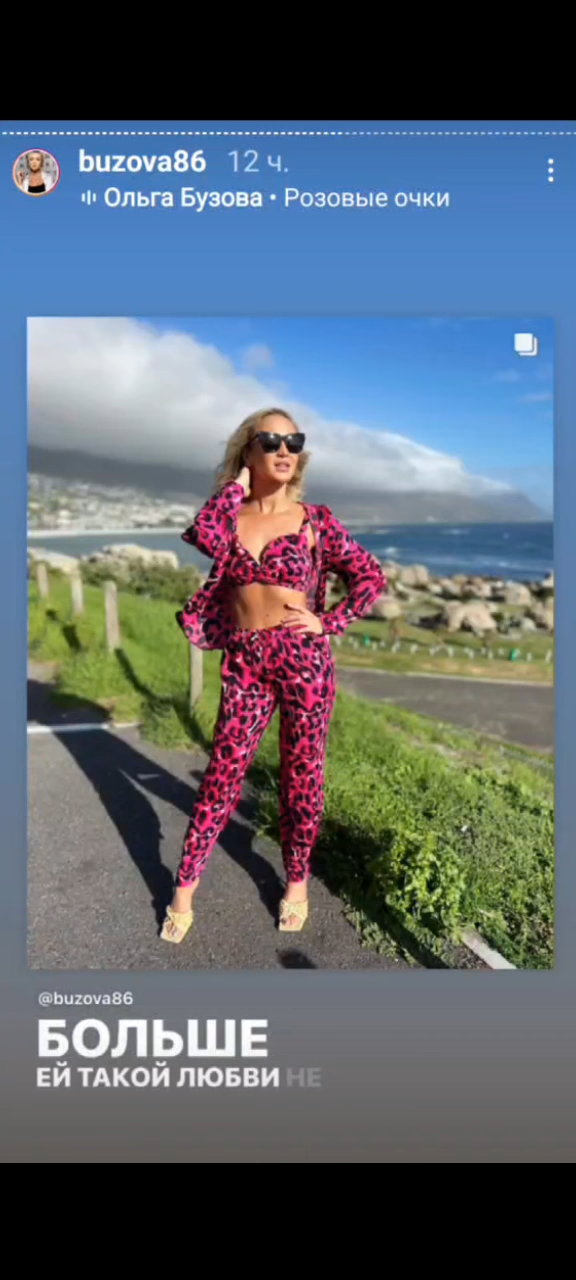 buzova86 12 ч.
Ольга Бузова • Розовые очки
@buzova86
БОЛЬШЕ
ЕЙ ТАКОЙ ЛЮБВИ НЕ